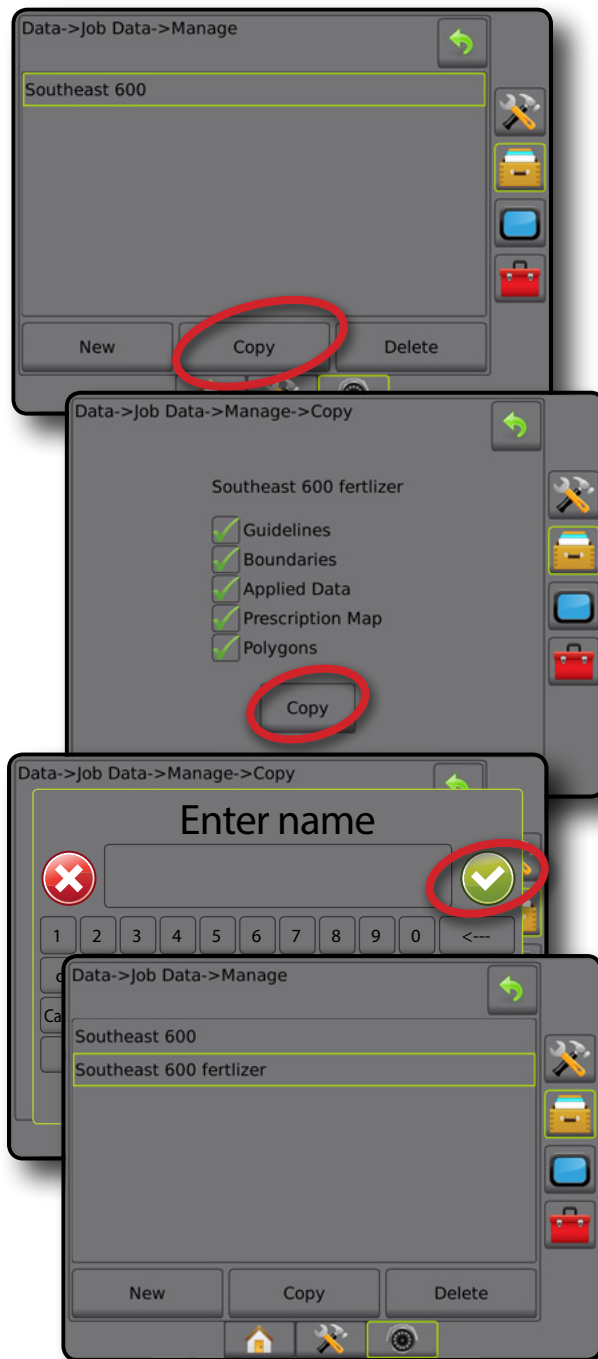 Data->Job Data->Manage
Southeast 600
New Copy Delete
Data->Job Data->Manage->Copy
Southeast 600 fertlizer
Guidelines
Boundaries
Applied Data
Prescription Map
Polygons
Copy
Data->Job Data->Manage->Copy
Enter name
1 2 3 4 5 6 7 8 9 0 <---
Ca
Data->Job Data->Manage
Southeast 600
Southeast 600 fertlizer
New Copy Delete